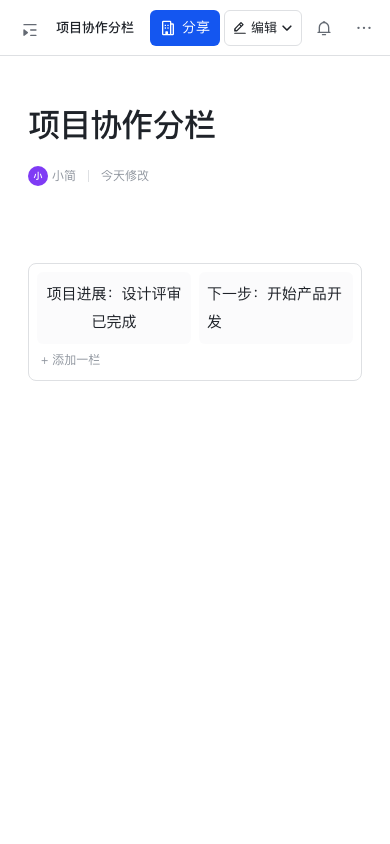 项目协作分栏
分享
编辑
项目协作分栏
小
小简
今天修改
项目进展：设计评审
已完成
下一步：开始产品开
发
+ 添加一栏